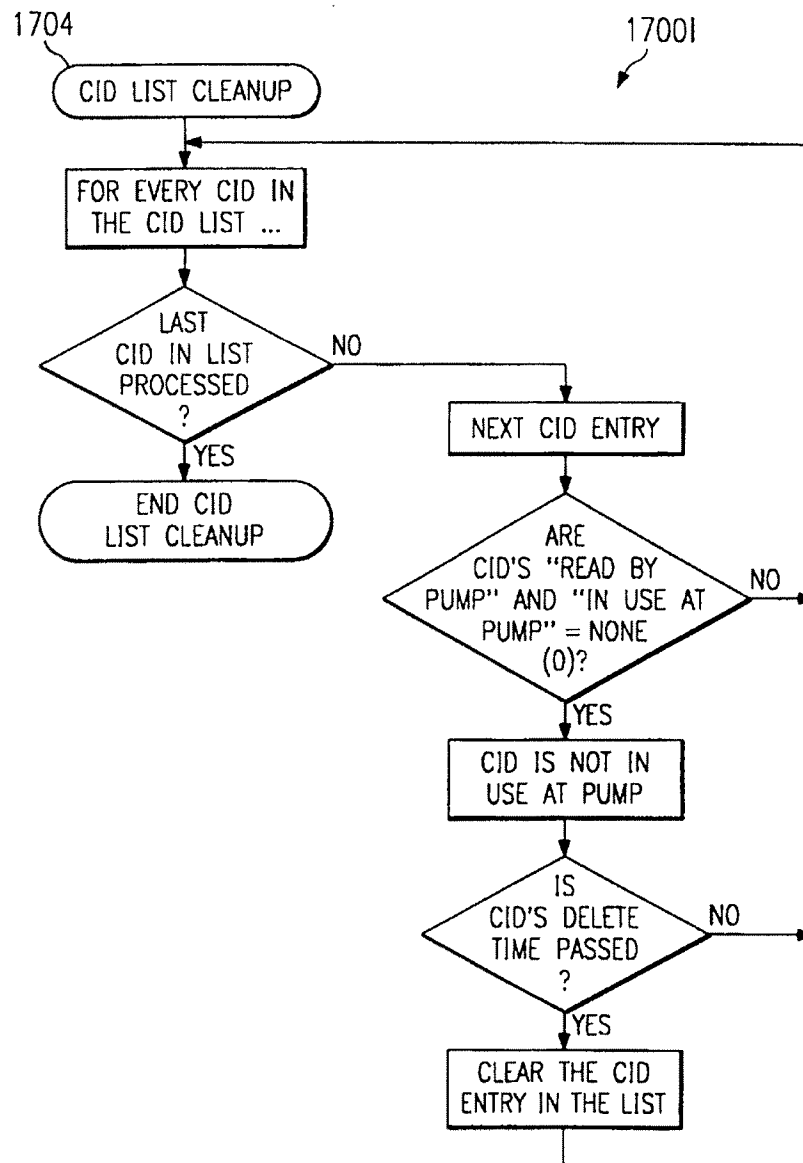 1704
1700I
CID LIST CLEANUP
FOR EVERY CID IN
THE CID LIST ...
LAST
CID IN LIST
PROCESSED
?
NO
YES
END CID
LIST CLEANUP
NEXT CID ENTRY
ARE
CID'S "READ BY
PUMP" AND "IN USE AT
PUMP" = NONE
(0)?
NO
YES
CID IS NOT IN
USE AT PUMP
IS
CID'S DELETE
TIME PASSED
?
NO
YES
CLEAR THE CID
ENTRY IN THE LIST